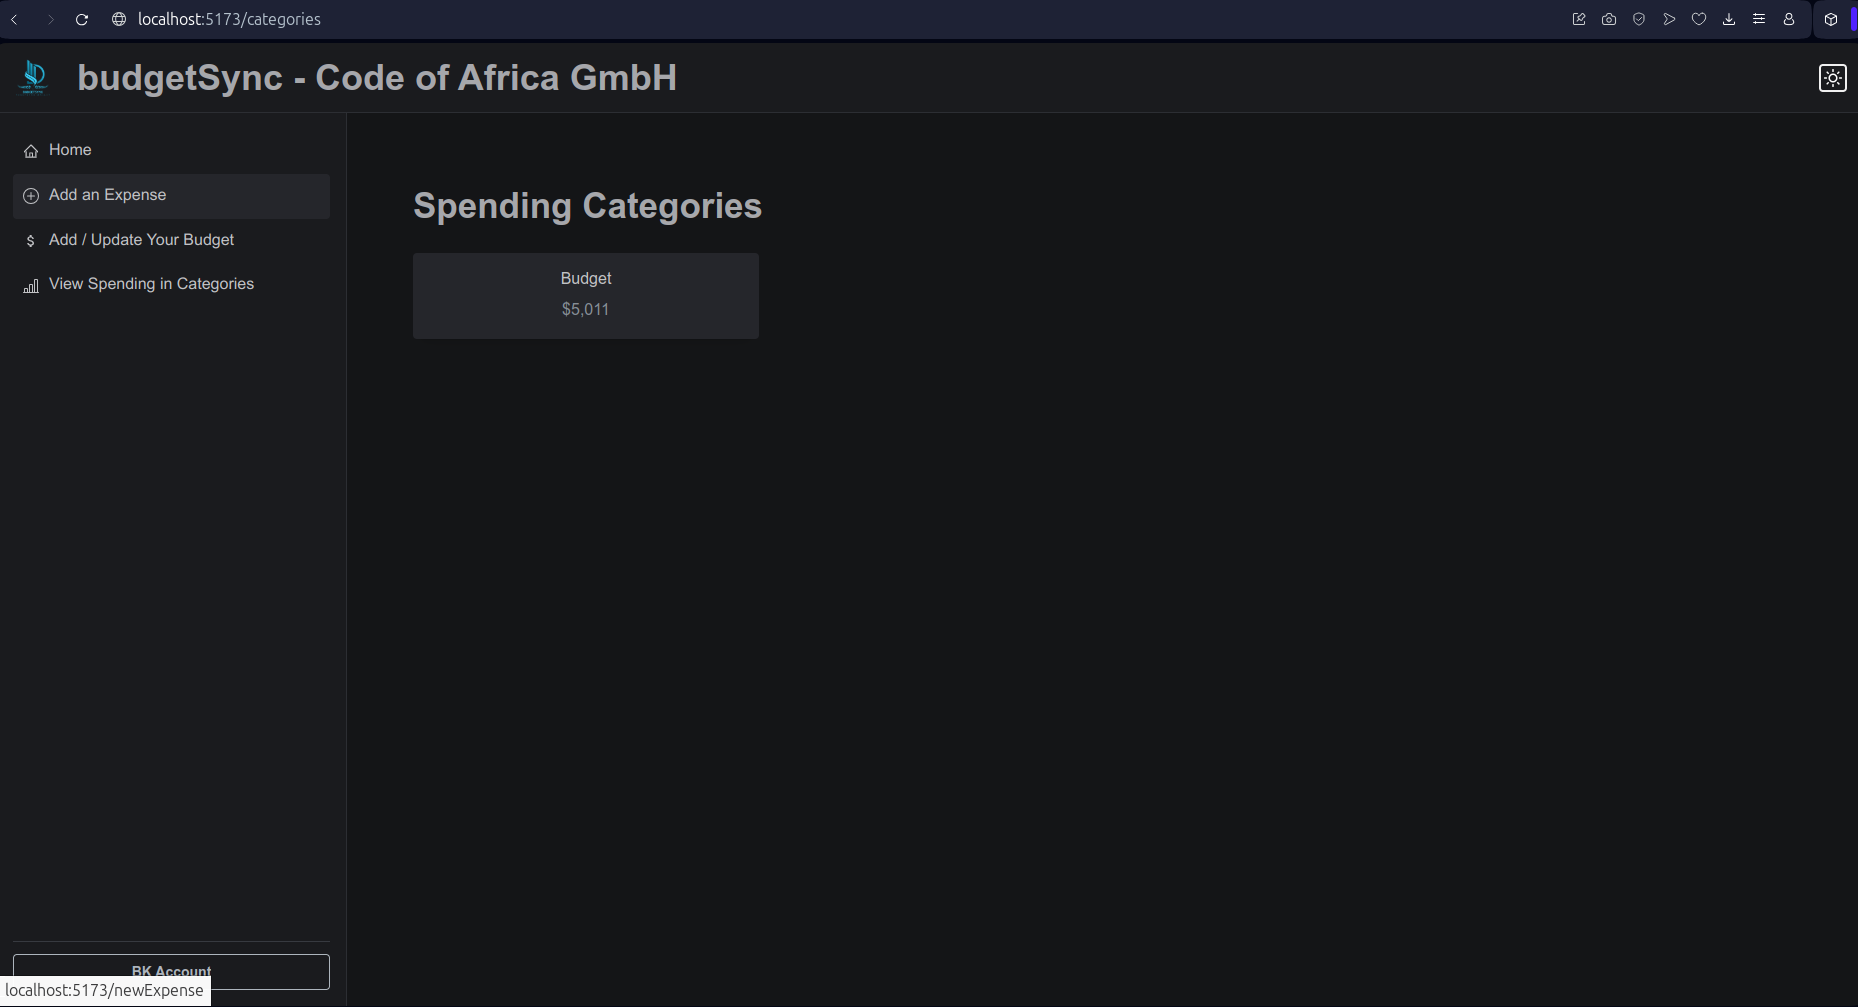 localhost:5173/categories
budgetSync - Code of Africa GmbH
Home
Add an Expense
Add / Update Your Budget
View Spending in Categories
Spending Categories
Budget
$5,011
BK Account
localhost:5173/newExpense